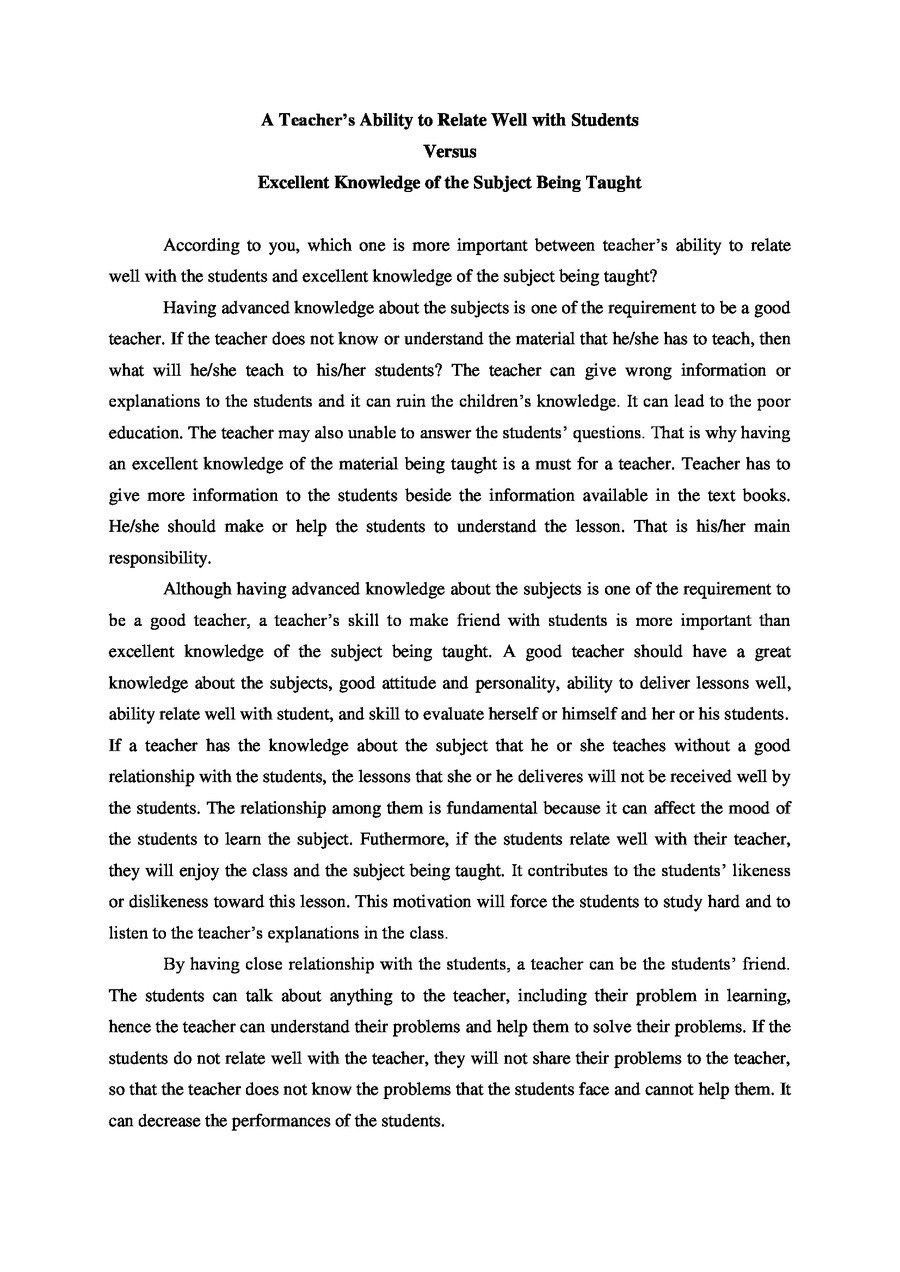 A Teacher’s Ability to Relate Well with Students
Versus
Excellent Knowledge of the Subject Being Taught
According to you, which one is more important between teacher’s ability to relate
well with the students and excellent knowledge of the subject being taught?
Having advanced knowledge about the subjects is one of the requirement to be a good
teacher. If the teacher does not know or understand the material that he/she has to teach, then
what will he/she teach to his/her students? The teacher can give wrong information or
explanations to the students and it can ruin the children’s knowledge. It can lead to the poor
education. The teacher may also unable to answer the students’ questions. That is why having
an excellent knowledge of the material being taught is a must for a teacher. Teacher has to
give more information to the students beside the information available in the text books.
He/she should make or help the students to understand the lesson. That is his/her main
responsibility.
Although having advanced knowledge about the subjects is one of the requirement to
be a good teacher, a teacher’s skill to make friend with students is more important than
excellent knowledge of the subject being taught. A good teacher should have a great
knowledge about the subjects, good attitude and personality, ability to deliver lessons well,
ability relate well with student, and skill to evaluate herself or himself and her or his students.
If a teacher has the knowledge about the subject that he or she teaches without a good
relationship with the students, the lessons that she or he deliveres will not be received well by
the students. The relationship among them is fundamental because it can affect the mood of
the students to learn the subject. Futhermore, if the students relate well with their teacher,
they will enjoy the class and the subject being taught. It contributes to the students’ likeness
or dislikeness toward this lesson. This motivation will force the students to study hard and to
listen to the teacher’s explanations in the class.
By having close relationship with the students, a teacher can be the students’ friend.
The students can talk about anything to the teacher, including their problem in learning,
hence the teacher can understand their problems and help them to solve their problems. If the
students do not relate well with the teacher, they will not share their problems to the teacher,
so that the teacher does not know the problems that the students face and cannot help them. It
can decrease the performances of the students.